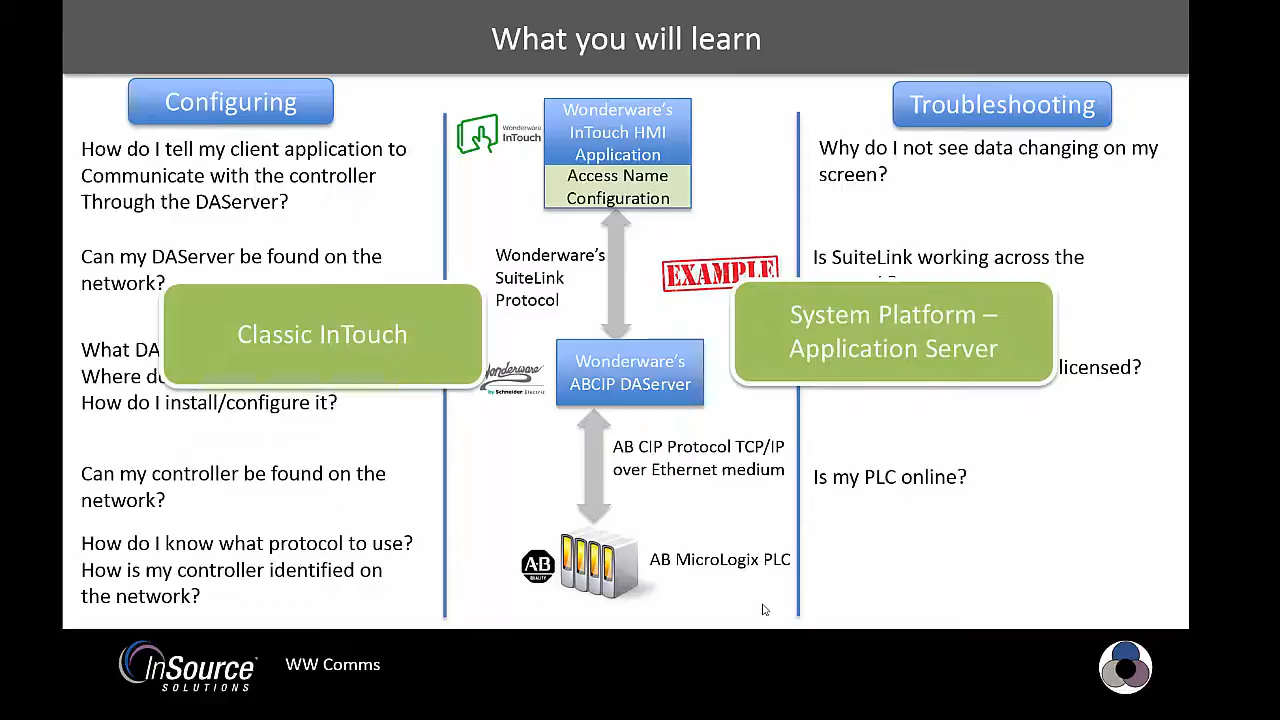 What you will learn
Configuring
How do I tell my client application to
Communicate with the controller
Through the DAServer?
Can my DAServer be found on the
network?
Classic InTouch
What DA
Where d
How do I install/configure it?
Can my controller be found on the
network?
How do I know what protocol to use?
How is my controller identified on
the network?
Wonderware
InTouch
Wonderware's
InTouch HMI
Application
Access Name
Configuration
Wonderware's
SuiteLink
Protocol
EXAMPLE
Wonderware
by Schneider Electric
Wonderware's
ABCIP DAServer
AB CIP Protocol TCP/IP
over Ethernet medium
A-B
QUALITY
AB MicroLogix PLC
Troubleshooting
Why do I not see data changing on my
screen?
Is SuiteLink working across the
System Platform –
Application Server
licensed?
Is my PLC online?
InSource
SOLUTIONS
WW Comms